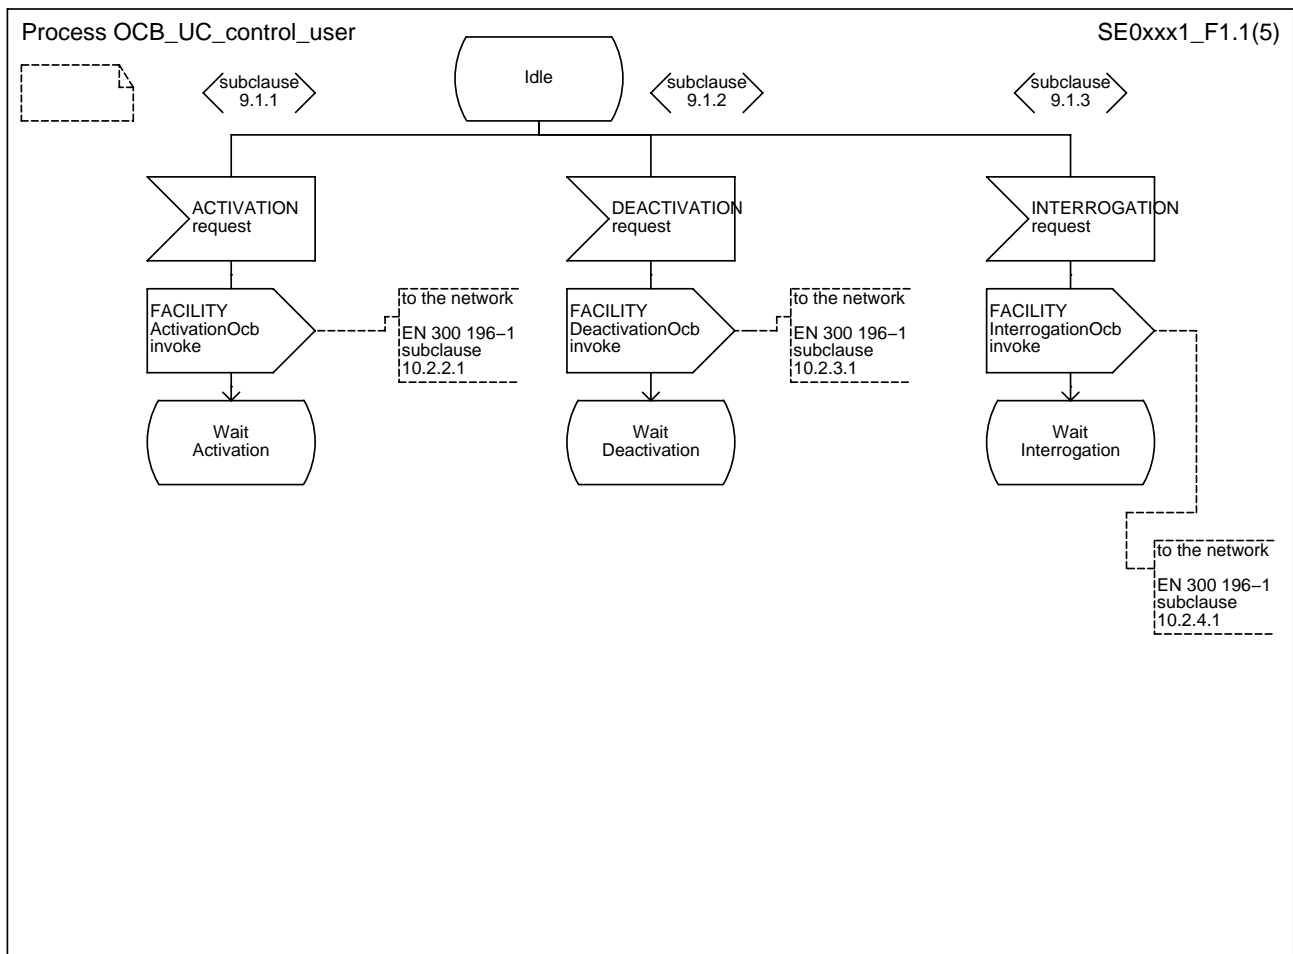 Process OCB_UC_control_user
SE0xxx1_F1.1(5)
subclause
9.1.1
Idle
subclause
9.1.2
subclause
9.1.3
ACTIVATION
request
DEACTIVATION
request
INTERROGATION
request
FACILITY
ActivationOcb
invoke
to the network
EN 300 196−1
subclause
10.2.2.1
FACILITY
DeactivationOcb
invoke
to the network
EN 300 196−1
subclause
10.2.3.1
FACILITY
InterrogationOcb
invoke
Wait
Activation
Wait
Deactivation
Wait
Interrogation
to the network
EN 300 196−1
subclause
10.2.4.1